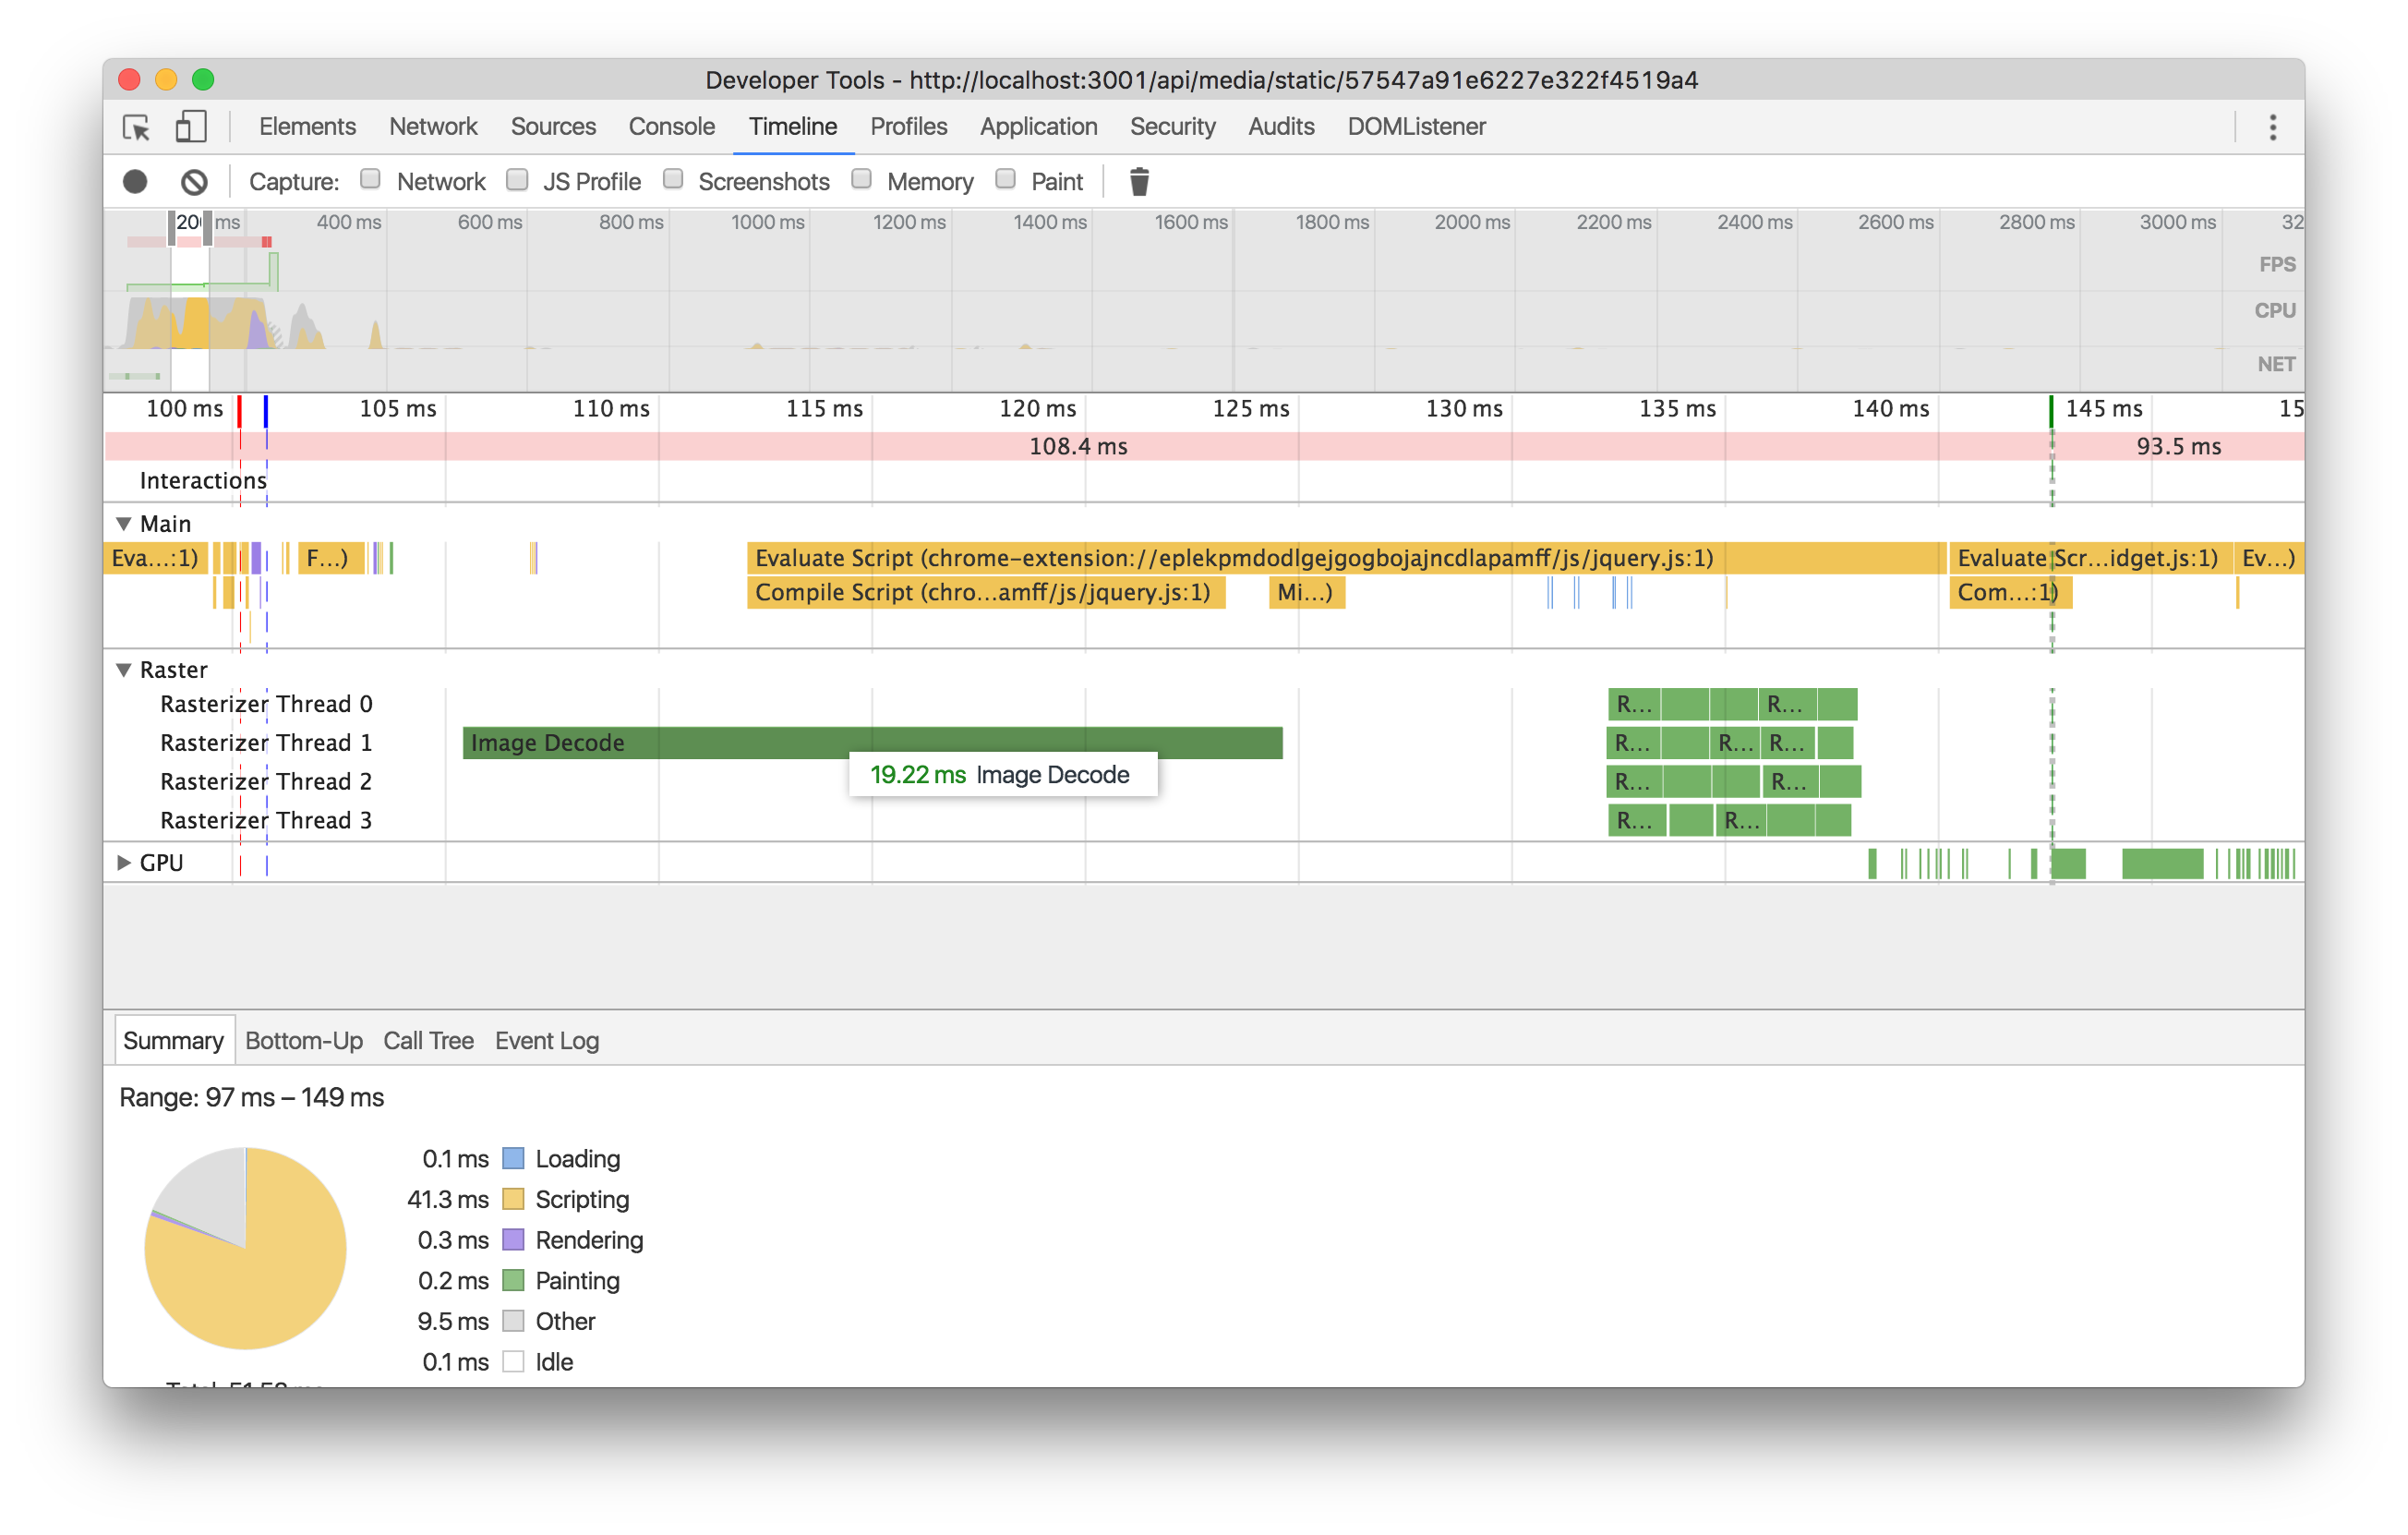 Developer Tools - http://localhost:3001/api/media/static/57547a91e6227e322f4519a4
Elements Network Sources Console Timeline Profiles Application Security Audits DOMListener
Capture: Network JS Profile Screenshots Memory Paint
ms 400 ms 600 ms 800 ms 1000 ms 1200 ms 1400 ms 1600 ms 1800 ms 2000 ms 2200 ms 2400 ms 2600 ms 2800 ms 3000 ms 32
FPS
CPU
NET
100 ms 105 ms 110 ms 115 ms 120 ms 125 ms 130 ms 135 ms 140 ms 145 ms 15
108.4 ms 93.5 ms
Interactions
Main
Eva...:1) F...) Evaluate Script (chrome-extension://eplekpmdodlgejgogbojajncdlapamff/js/jquery.js:1) Evaluate Scr...idget.js:1) Ev...)
Compile Script (chro...amff/js/jquery.js:1) Mi...) Com...:1)
Raster
Rasterizer Thread 0 R... R...
Rasterizer Thread 1 Image Decode R... R... R...
19.22 ms Image Decode
Rasterizer Thread 2 R... R...
Rasterizer Thread 3 R... R...
GPU
Summary Bottom-Up Call Tree Event Log
Range: 97 ms – 149 ms
0.1 ms Loading
41.3 ms Scripting
0.3 ms Rendering
0.2 ms Painting
9.5 ms Other
0.1 ms Idle